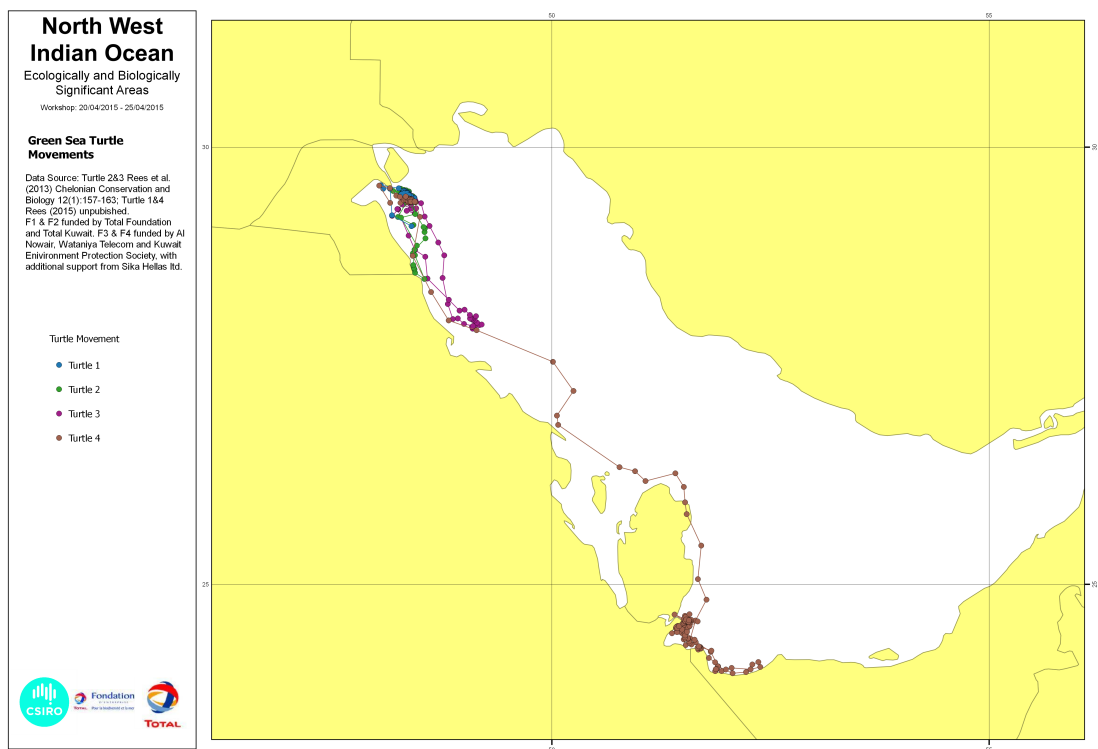 North West
Indian Ocean
Ecologically and Biologically
Significant Areas
Workshop: 20/04/2015 - 25/04/2015
Green Sea Turtle
Movements
Data Source: Turtle 2&3 Rees et al.
(2013) Chelonian Conservation and
Biology 12(1):157-163; Turtle 1&4
Rees (2015) unpubished.
F1 & F2 funded by Total Foundation
and Total Kuwait. F3 & F4 funded by Al
Nowair, Wataniya Telecom and Kuwait
Enivironment Protection Society, with
additional support from Sika Hellas ltd.
Turtle Movement
Turtle 1
Turtle 2
Turtle 3
Turtle 4
CSIRO
TOTAL
Fondation
TOTAL
50
55
30
30
25
25
50
55